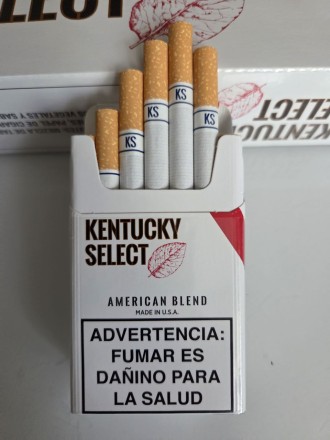 KS
KS
KS
KS
KENTUCKY
SELECT
KENTUCKY
SELECT
AMERICAN BLEND
MADE IN U.S.A.
ADVERTENCIA:
FUMAR ES
DAÑINO PARA
LA SALUD